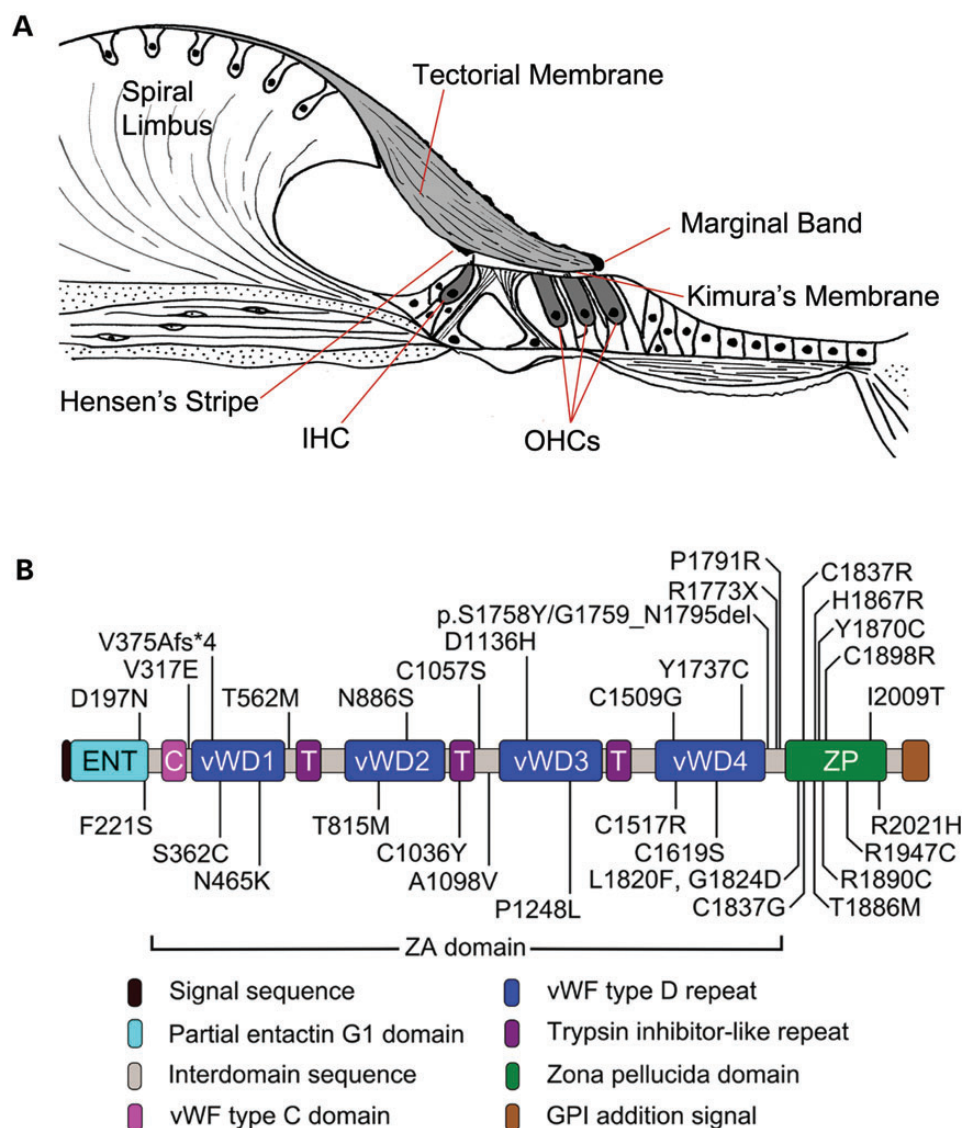 A
Spiral
Limbus
Tectorial Membrane
Marginal Band
Kimura's Membrane
Hensen's Stripe
IHC
OHCs
B
P1791R
R1773X
p.S1758Y/G1759_N1795del
C1837R
H1867R
Y1870C
C1898R
V375Afs*4
V317E
D197N
T562M
N886S
C1057S
D1136H
C1509G
Y1737C
I2009T
ENT C vWD1 T vWD2 T vWD3 T vWD4 ZP
F221S
S362C
N465K
T815M
C1036Y
A1098V
P1248L
C1517R
C1619S
L1820F, G1824D
C1837G
R2021H
R1947C
R1890C
T1886M
ZA domain
Signal sequence
Partial entactin G1 domain
Interdomain sequence
vWF type C domain
vWF type D repeat
Trypsin inhibitor-like repeat
Zona pellucida domain
GPI addition signal